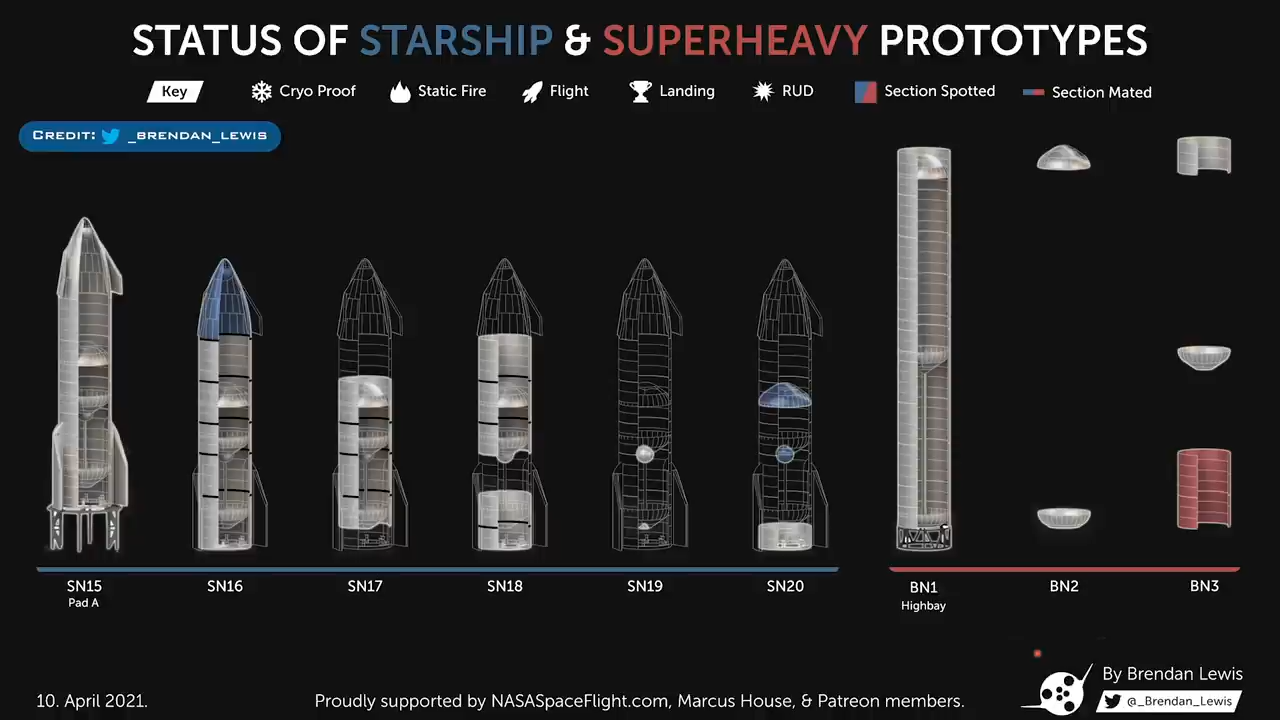 STATUS OF STARSHIP & SUPERHEAVY PROTOTYPES
Key Cryo Proof Static Fire Flight Landing RUD Section Spotted Section Mated
CREDIT: _BRENDAN_LEWIS
SN15 SN16 SN17 SN18 SN19 SN20 BN1 BN2 BN3
Pad A Highbay
By Brendan Lewis
10. April 2021. Proudly supported by NASASpaceFlight.com, Marcus House, & Patreon members. @_Brendan_Lewis